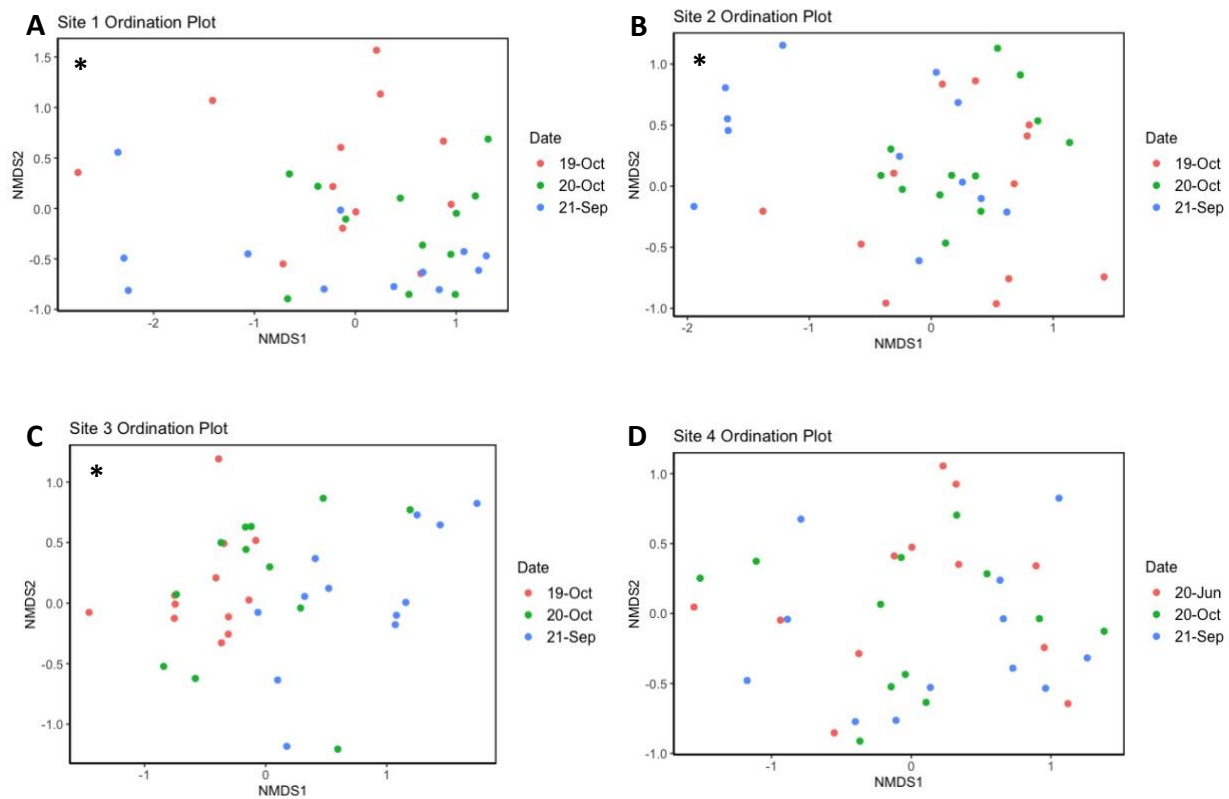 A
Site 1 Ordination Plot
*
1.5
1.0
0.5
0.0
-0.5
-1.0
NMDS2
-2
-1
0
1
NMDS1
Date
19-Oct
20-Oct
21-Sep
B
Site 2 Ordination Plot
*
1.0
0.5
0.0
-0.5
-1.0
NMDS2
-2
-1
0
1
NMDS1
Date
19-Oct
20-Oct
21-Sep
C
Site 3 Ordination Plot
*
1.0
0.5
0.0
-0.5
-1.0
NMDS2
-1
0
1
NMDS1
Date
19-Oct
20-Oct
21-Sep
D
Site 4 Ordination Plot
1.0
0.5
0.0
-0.5
-1.0
NMDS2
-1
0
1
NMDS1
Date
20-Jun
20-Oct
21-Sep